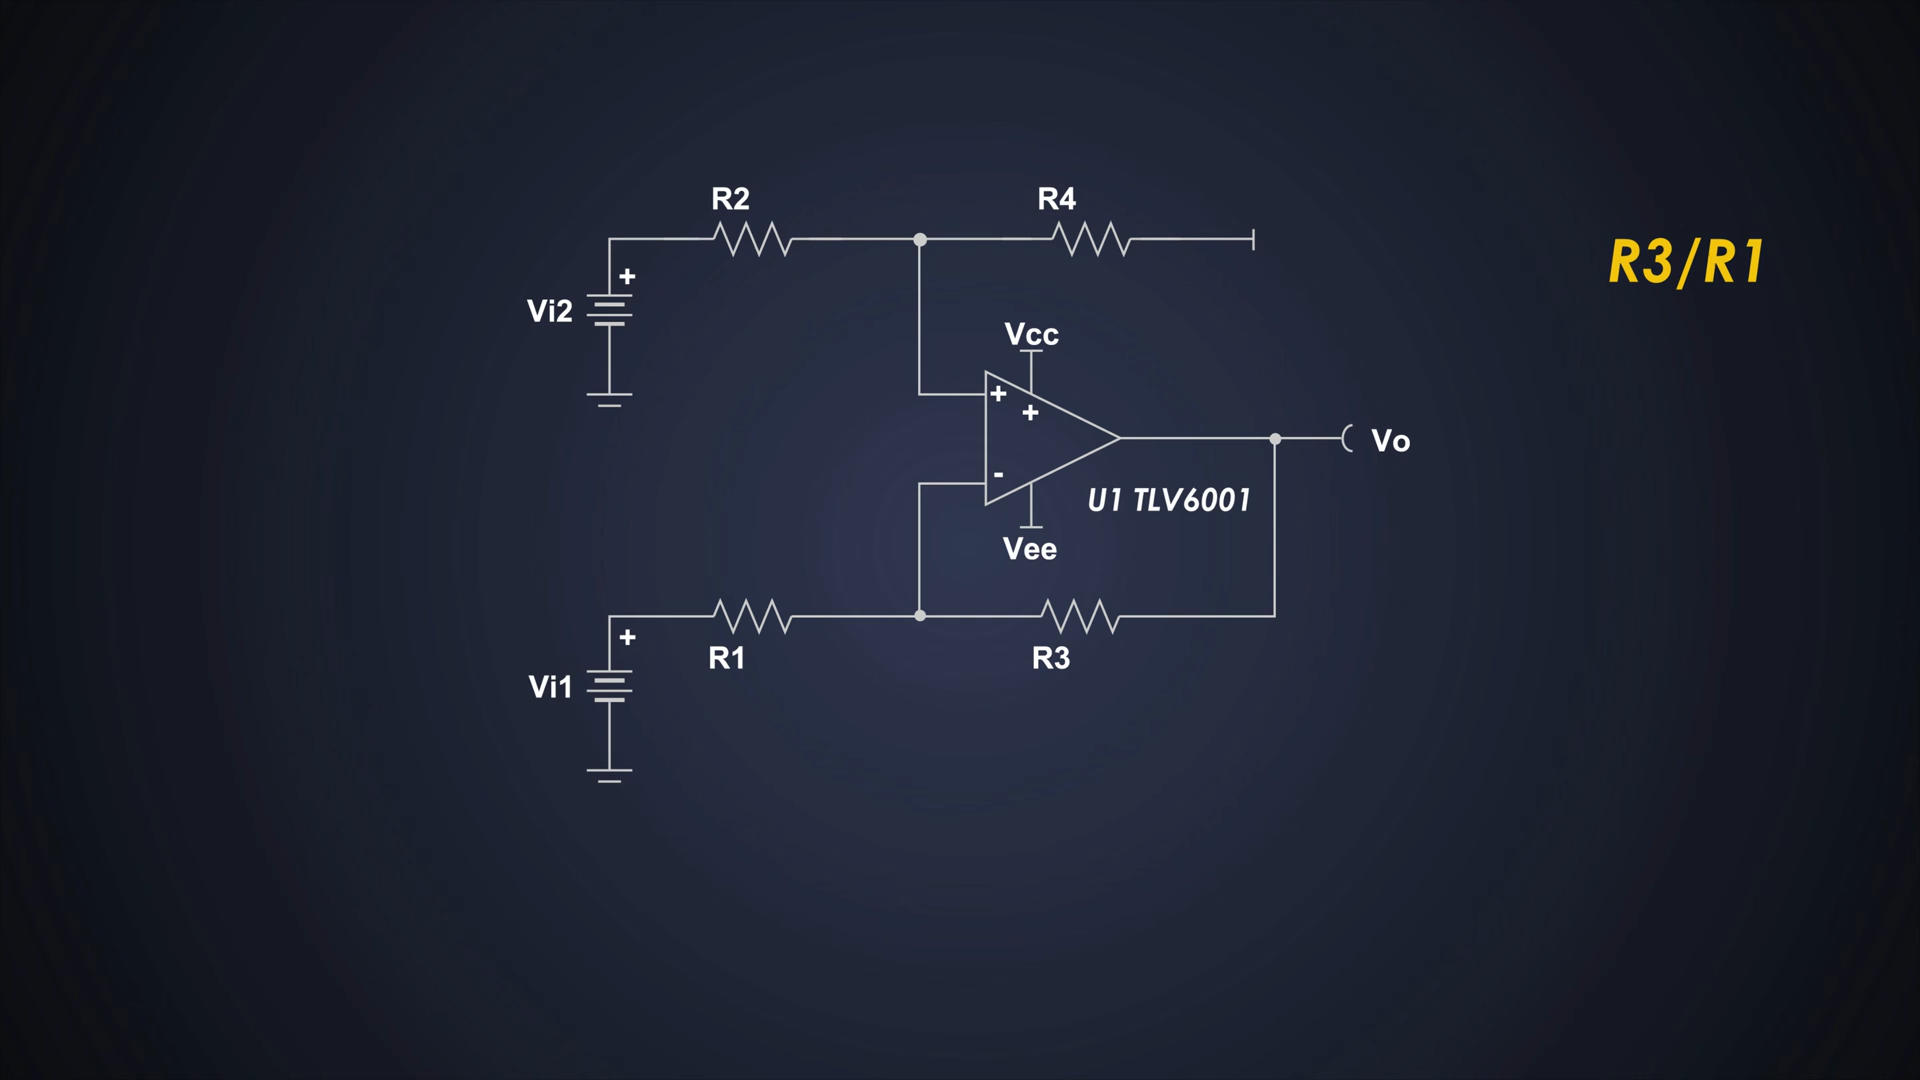 R2
R4
R3/R1
+
Vi2
Vcc
+
+
Vo
-
U1 TLV6001
Vee
+
R1
R3
Vi1